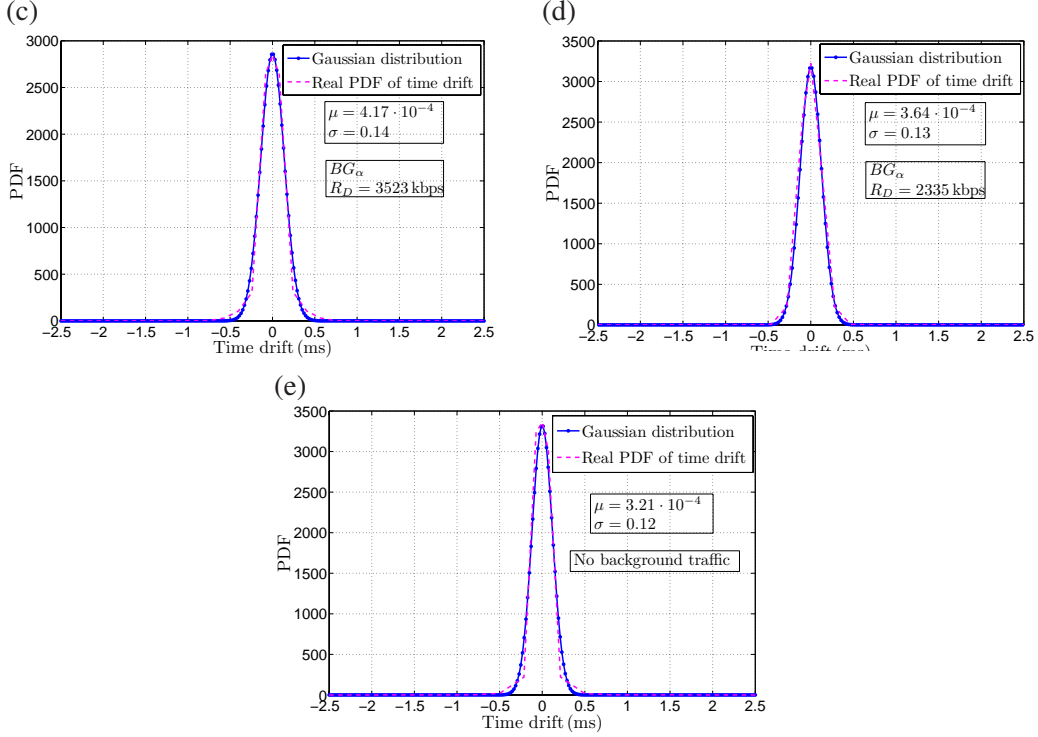 (c)
3000
2500
2000
1500
1000
500
0
PDF
−2.5 −2 −1.5 −1 −0.5 0 0.5 1 1.5 2 2.5
Time drift (ms)
Gaussian distribution
Real PDF of time drift
μ = 4.17 · 10⁻⁴
σ = 0.14
BG_α
R_D = 3523 kbps
(d)
3500
3000
2500
2000
1500
1000
500
0
PDF
−2.5 −2 −1.5 −1 −0.5 0 0.5 1 1.5 2 2.5
Time drift (ms)
Gaussian distribution
Real PDF of time drift
μ = 3.64 · 10⁻⁴
σ = 0.13
BG_α
R_D = 2335 kbps
(e)
3500
3000
2500
2000
1500
1000
500
0
PDF
−2.5 −2 −1.5 −1 −0.5 0 0.5 1 1.5 2 2.5
Time drift (ms)
Gaussian distribution
Real PDF of time drift
μ = 3.21 · 10⁻⁴
σ = 0.12
No background traffic